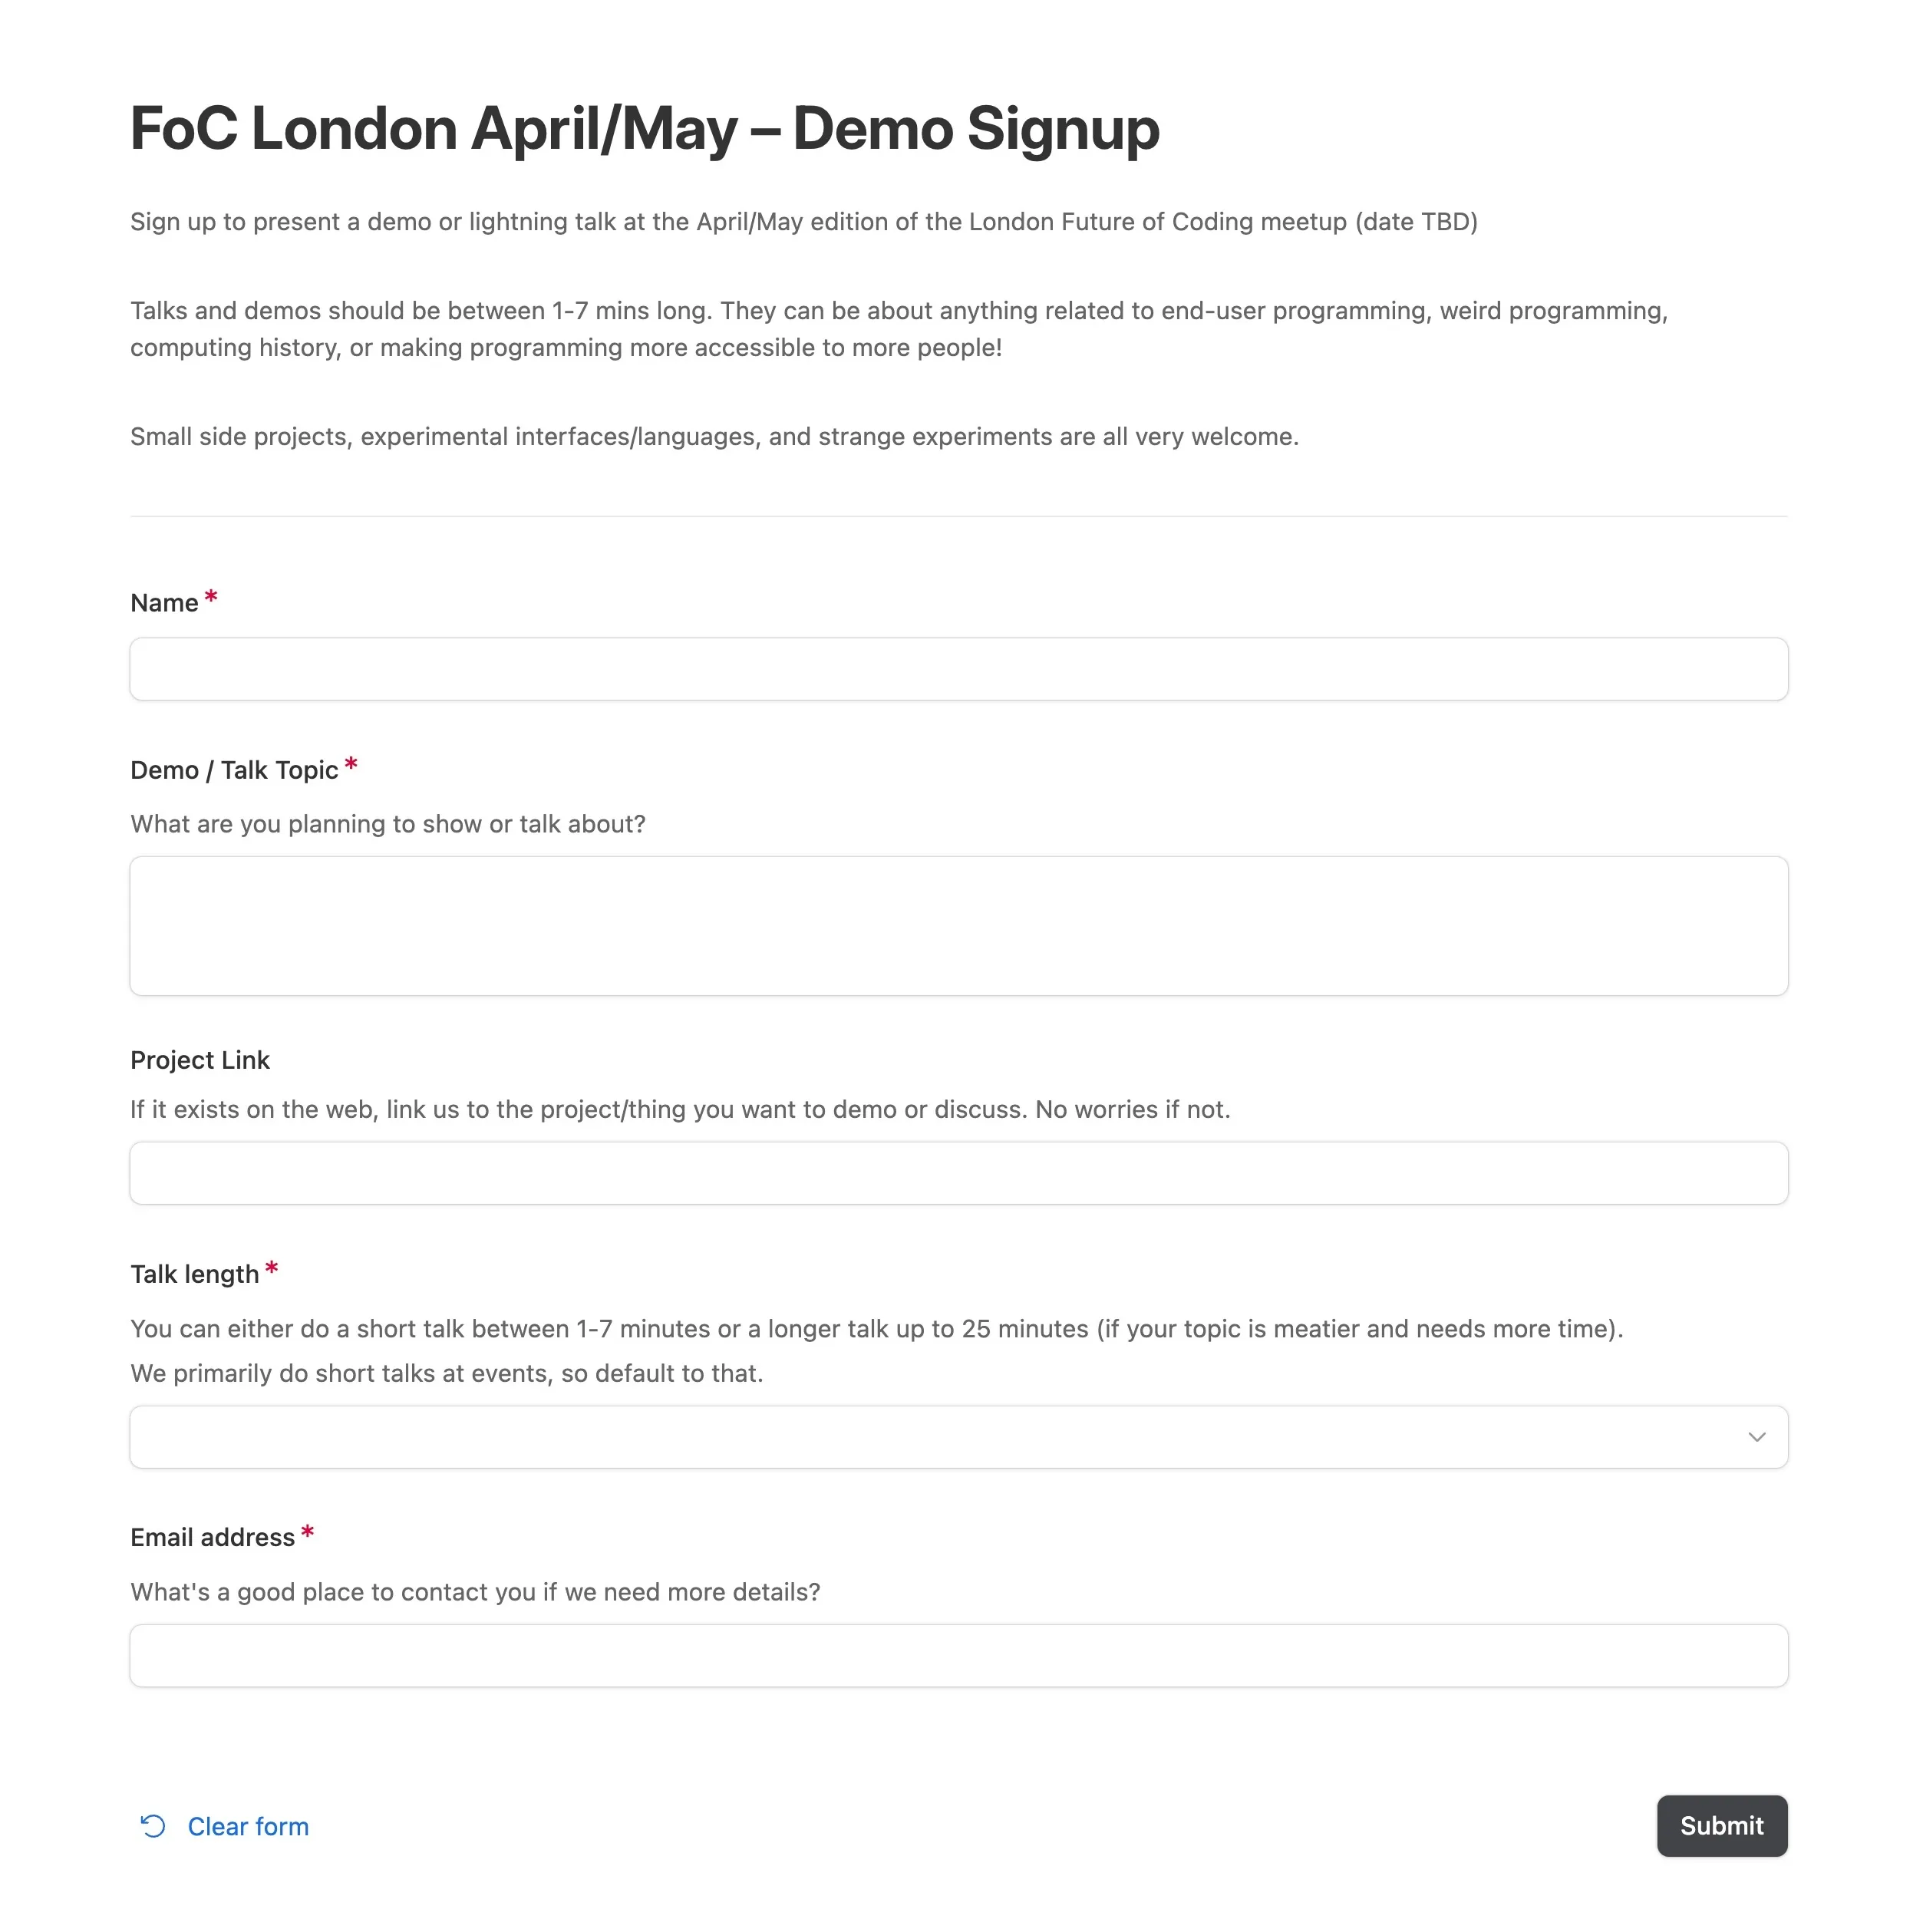 FoC London April/May – Demo Signup
Sign up to present a demo or lightning talk at the April/May edition of the London Future of Coding meetup (date TBD)
Talks and demos should be between 1-7 mins long. They can be about anything related to end-user programming, weird programming,
computing history, or making programming more accessible to more people!
Small side projects, experimental interfaces/languages, and strange experiments are all very welcome.
Name *
Demo / Talk Topic *
What are you planning to show or talk about?
Project Link
If it exists on the web, link us to the project/thing you want to demo or discuss. No worries if not.
Talk length *
You can either do a short talk between 1-7 minutes or a longer talk up to 25 minutes (if your topic is meatier and needs more time).
We primarily do short talks at events, so default to that.
Email address *
What's a good place to contact you if we need more details?
Clear form
Submit